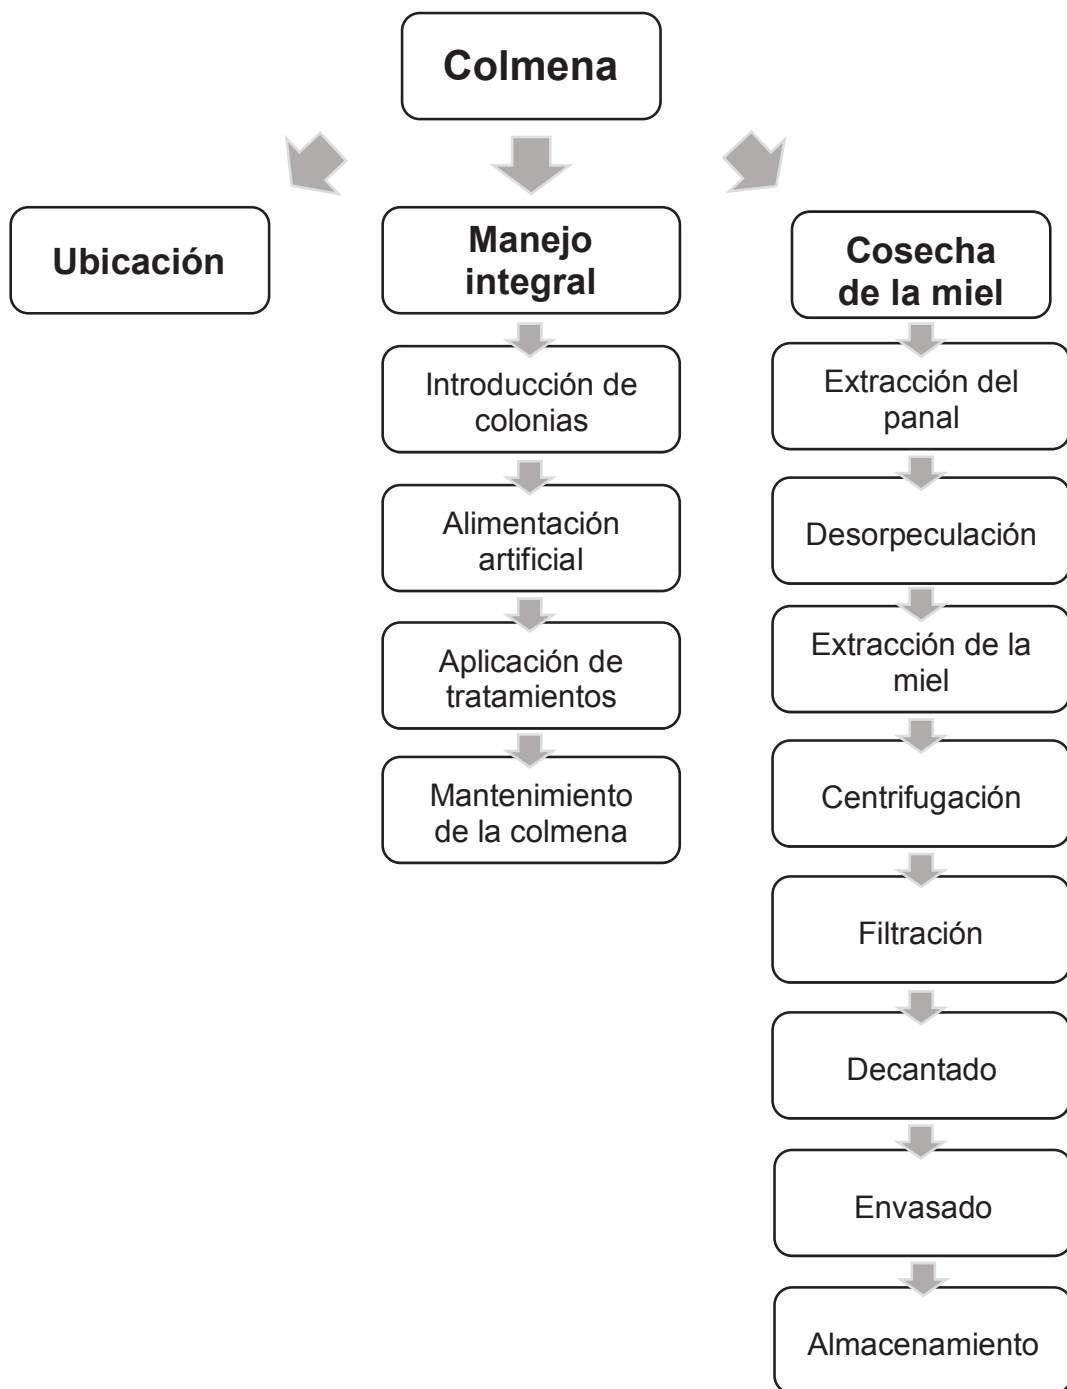 Colmena
Ubicación
Manejo
integral
Introducción de
colonias
Alimentación
artificial
Aplicación de
tratamientos
Mantenimiento
de la colmena
Cosecha
de la miel
Extracción del
panal
Desorpeculación
Extracción de la
miel
Centrifugación
Filtración
Decantado
Envasado
Almacenamiento